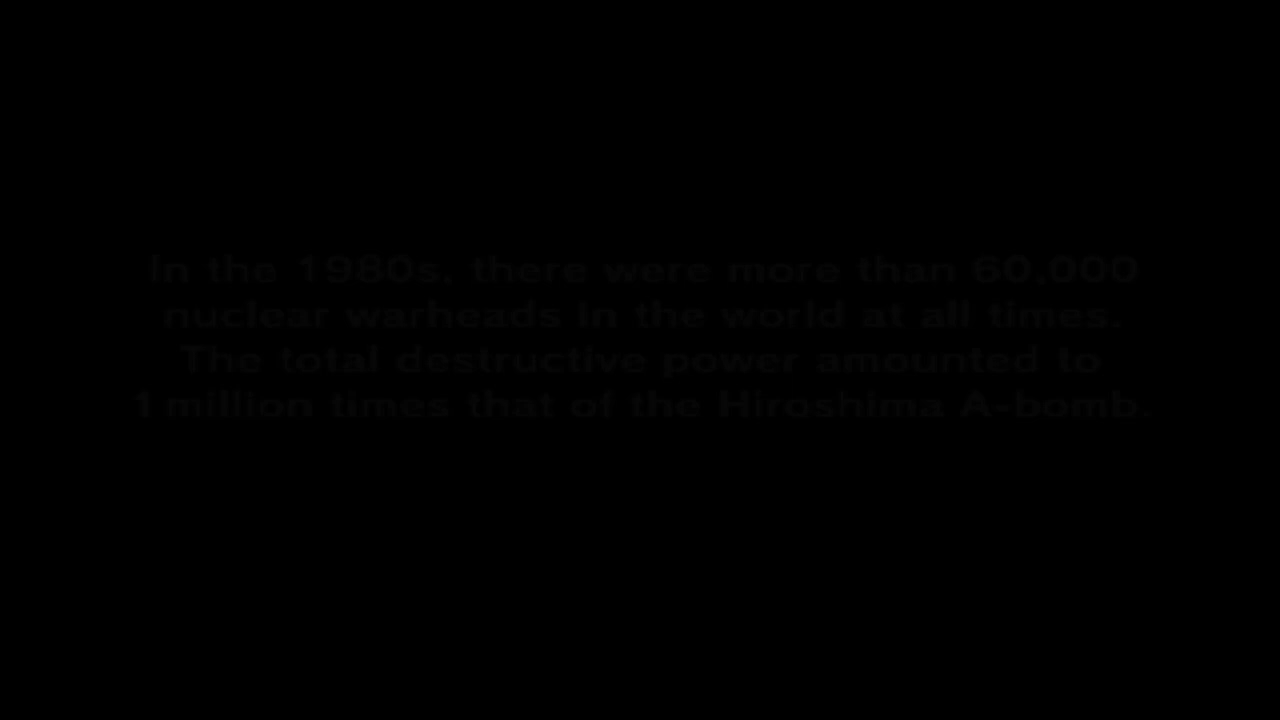 In the 1980s, there were more than 60,000
nuclear warheads in the world at all times.
The total destructive power amounted to
1 million times that of the Hiroshima A-bomb.